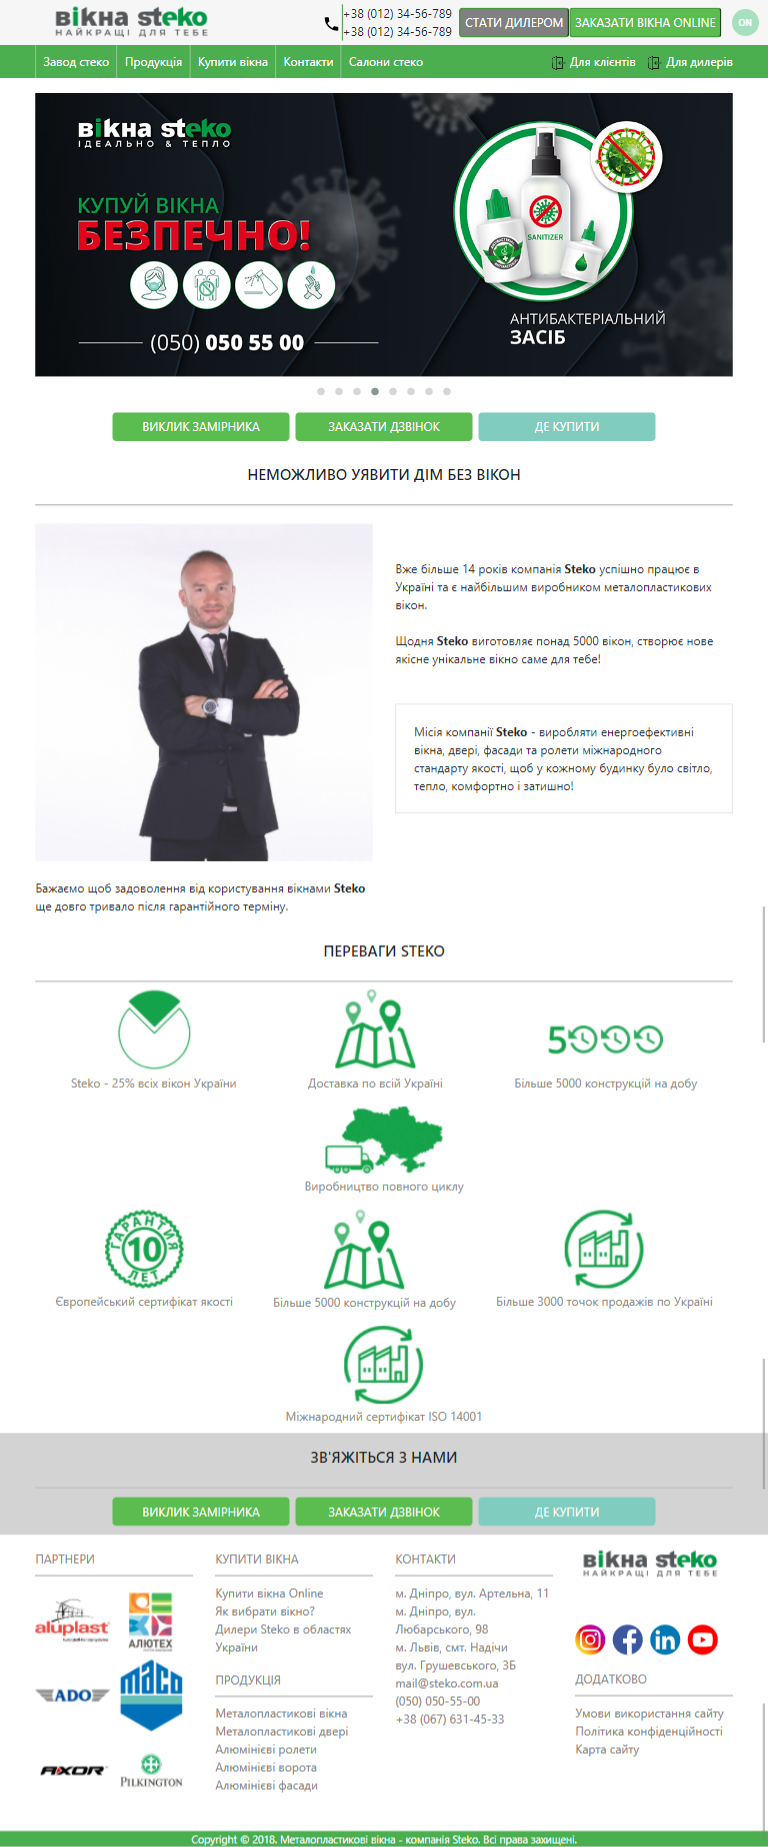 вікна steko
НАЙКРАЩІ ДЛЯ ТЕБЕ
+38 (012) 34-56-789
+38 (012) 34-56-789
СТАТИ ДИЛЕРОМ
ЗАКАЗАТИ ВІКНА ONLINE
ON
Завод стеко
Продукція
Купити вікна
Контакти
Салони стеко
Для клієнтів
Для дилерів
вікна steko
ІДЕАЛЬНО & ТЕПЛО
КУПУЙ ВІКНА
БЕЗПЕЧНО!
(050) 050 55 00
SANITIZER
АНТИБАКТЕРІАЛЬНИЙ
ЗАСІБ
ВИКЛИК ЗАМІРНИКА
ЗАКАЗАТИ ДЗВІНОК
ДЕ КУПИТИ
НЕМОЖЛИВО УЯВИТИ ДІМ БЕЗ ВІКОН
Вже більше 14 років компанія Steko успішно працює в
Україні та є найбільшим виробником металопластикових
вікон.
Щодня Steko виготовляє понад 5000 вікон, створює нове
якісне унікальне вікно саме для тебе!
Місія компанії Steko - виробляти енергоефективні
вікна, двері, фасади та ролети міжнародного
стандарту якості, щоб у кожному будинку було світло,
тепло, комфортно і затишно!
Бажаємо щоб задоволення від користування вікнами Steko
ще довго тривало після гарантійного терміну.
ПЕРЕВАГИ STEKO
Steko - 25% всіх вікон України
Доставка по всій Україні
5
Більше 5000 конструкцій на добу
Виробництво повного циклу
ГАРАНТИЯ
10
ЛЕТ
Європейський сертифікат якості
Більше 5000 конструкцій на добу
Більше 3000 точок продажів по Україні
Міжнародний сертифікат ISO 14001
ЗВ'ЯЖІТЬСЯ З НАМИ
ВИКЛИК ЗАМІРНИКА
ЗАКАЗАТИ ДЗВІНОК
ДЕ КУПИТИ
ПАРТНЕРИ
aluplast
АЛЮТЕХ
ADO
maco
AXOR
PILKINGTON
КУПИТИ ВІКНА
Купити вікна Online
Як вибрати вікно?
Дилери Steko в областях
України
ПРОДУКЦІЯ
Металопластикові вікна
Металопластикові двері
Алюмінієві ролети
Алюмінієві ворота
Алюмінієві фасади
КОНТАКТИ
м. Дніпро, вул. Артельна, 11
м. Дніпро, вул.
Любарського, 98
м. Львів, смт. Надічи
вул. Грушевського, 3Б
mail@steko.com.ua
(050) 050-55-00
+38 (067) 631-45-33
вікна steko
НАЙКРАЩІ ДЛЯ ТЕБЕ
ДОДАТКОВО
Умови використання сайту
Політика конфіденційності
Карта сайту
Copyright © 2018. Металопластикові вікна - компанія Steko. Всі права захищені.